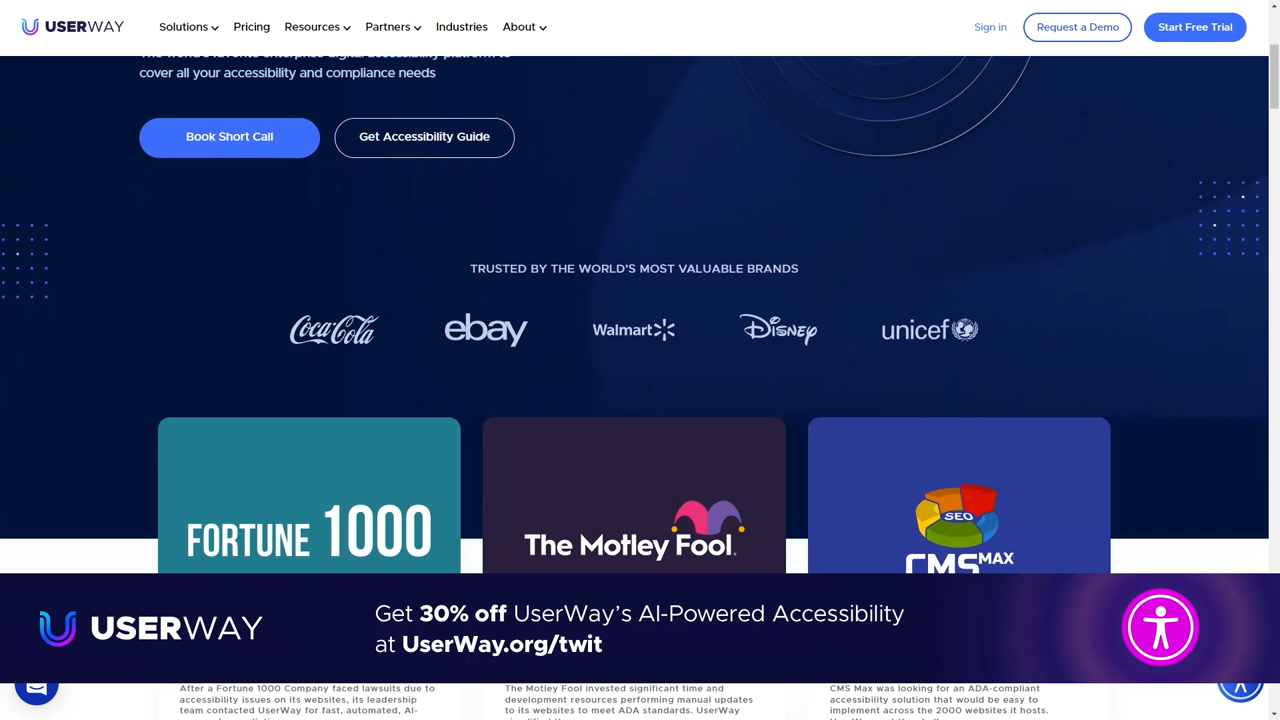 USERWAY
Solutions
Pricing
Resources
Partners
Industries
About
Sign in
Request a Demo
Start Free Trial
cover all your accessibility and compliance needs
Book Short Call
Get Accessibility Guide
TRUSTED BY THE WORLD'S MOST VALUABLE BRANDS
Coca-Cola
ebay
Walmart
Disney
unicef
FORTUNE 1000
The Motley Fool.
SEO
CMS MAX
USERWAY
Get 30% off UserWay's AI-Powered Accessibility
at UserWay.org/twit
After a Fortune 1000 Company faced lawsuits due to
accessibility issues on its websites, its leadership
team contacted UserWay for fast, automated, AI-
The Motley Fool invested significant time and
development resources performing manual updates
to its websites to meet ADA standards. UserWay
CMS Max was looking for an ADA-compliant
accessibility solution that would be easy to
implement across the 2000 websites it hosts.